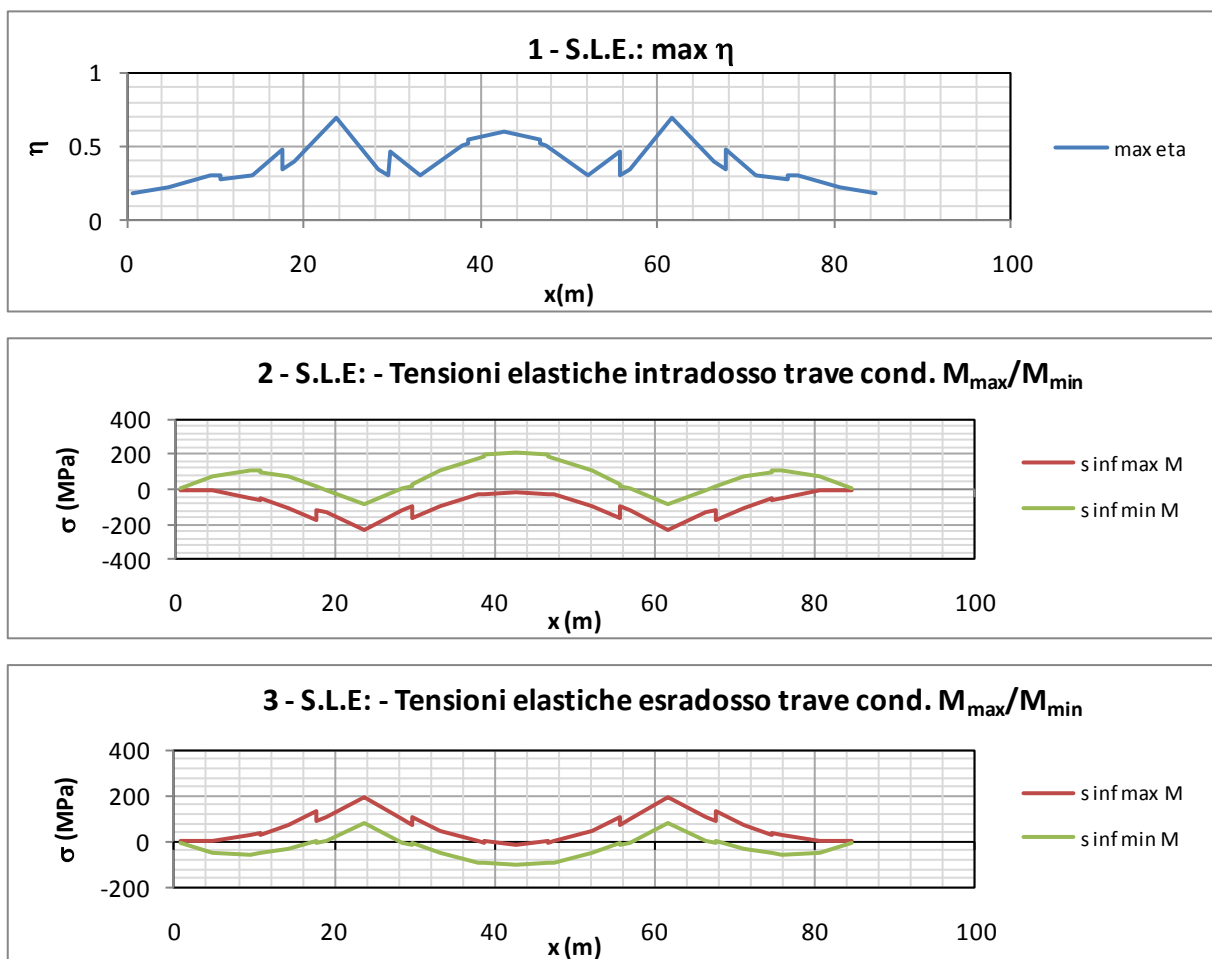 1 - S.L.E.: max η
1
0.5
0
η
0 20 40 60 80 100
x(m)
max eta
2 - S.L.E: - Tensioni elastiche intradosso trave cond. Mmax/Mmin
400
200
0
-200
-400
σ (MPa)
0 20 40 60 80 100
x (m)
s inf max M
s inf min M
3 - S.L.E: - Tensioni elastiche esradosso trave cond. Mmax/Mmin
400
200
0
-200
σ (MPa)
0 20 40 60 80 100
x (m)
s inf max M
s inf min M